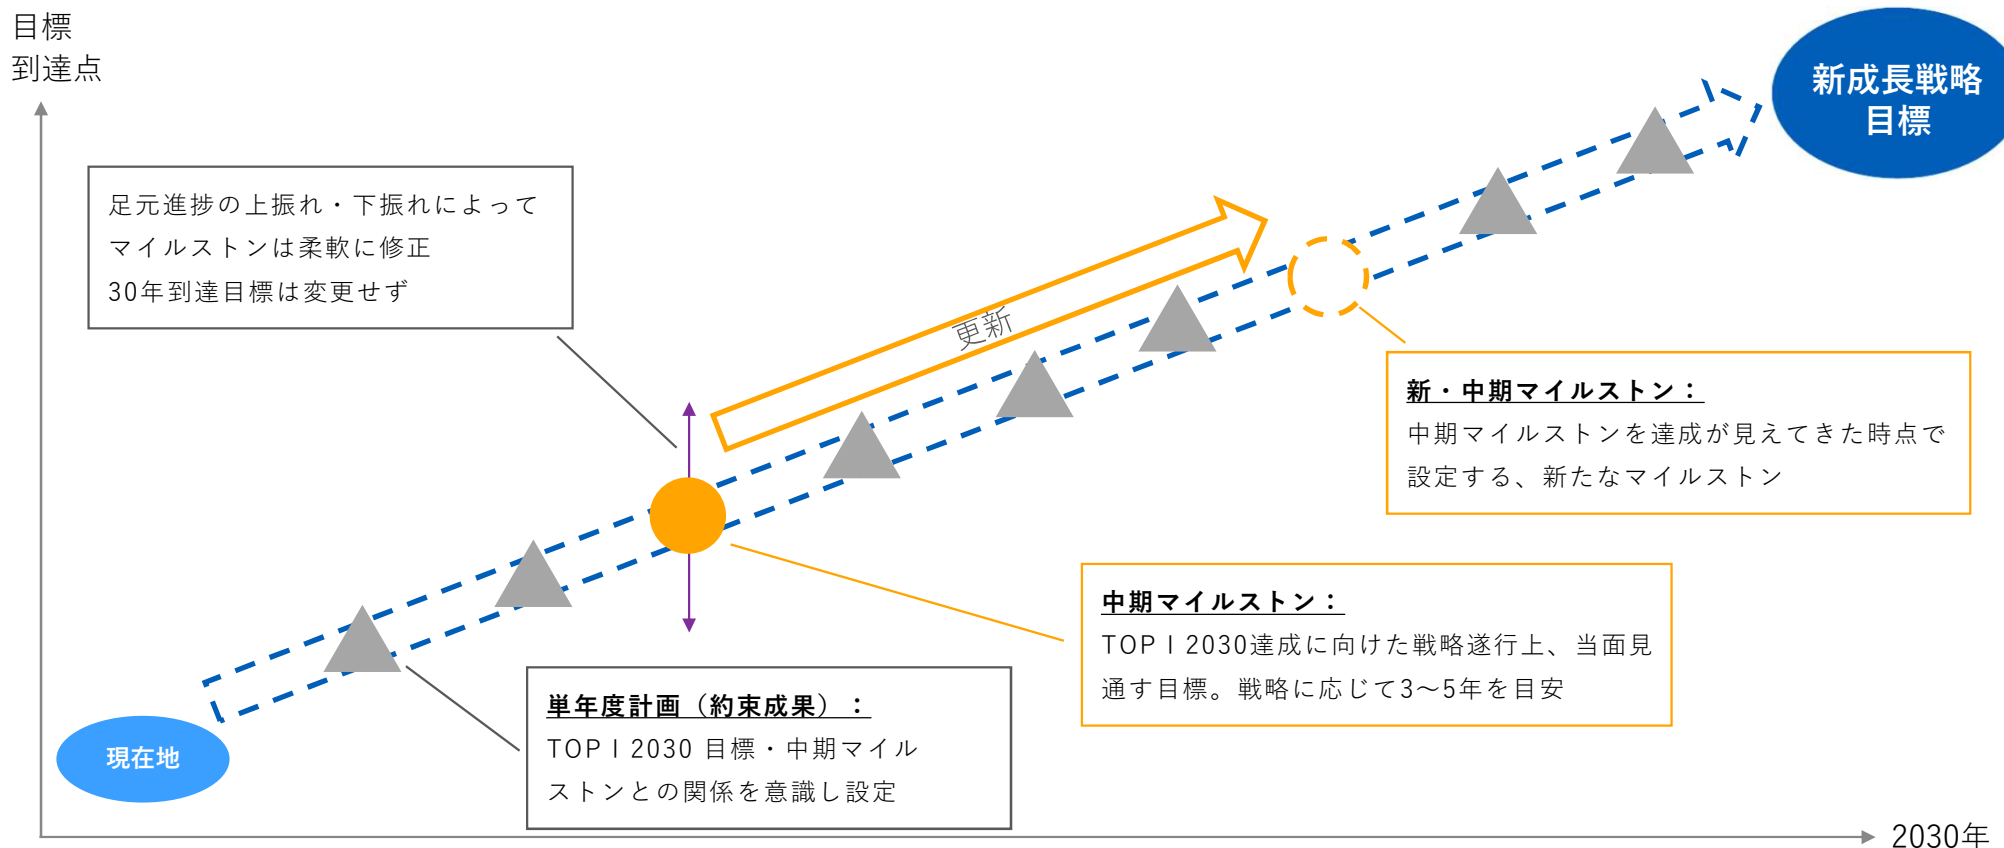 目標
到達点
新成長戦略
目標
足元進捗の上振れ・下振れによって
マイルストンは柔軟に修正
30年到達目標は変更せず
更新
新・中期マイルストン：
中期マイルストンを達成が見えてきた時点で
設定する、新たなマイルストン
中期マイルストン：
TOP I 2030達成に向けた戦略遂行上、当面見
通す目標。戦略に応じて3～5年を目安
単年度計画（約束成果）：
TOP I 2030 目標・中期マイル
ストンとの関係を意識し設定
現在地
2030年